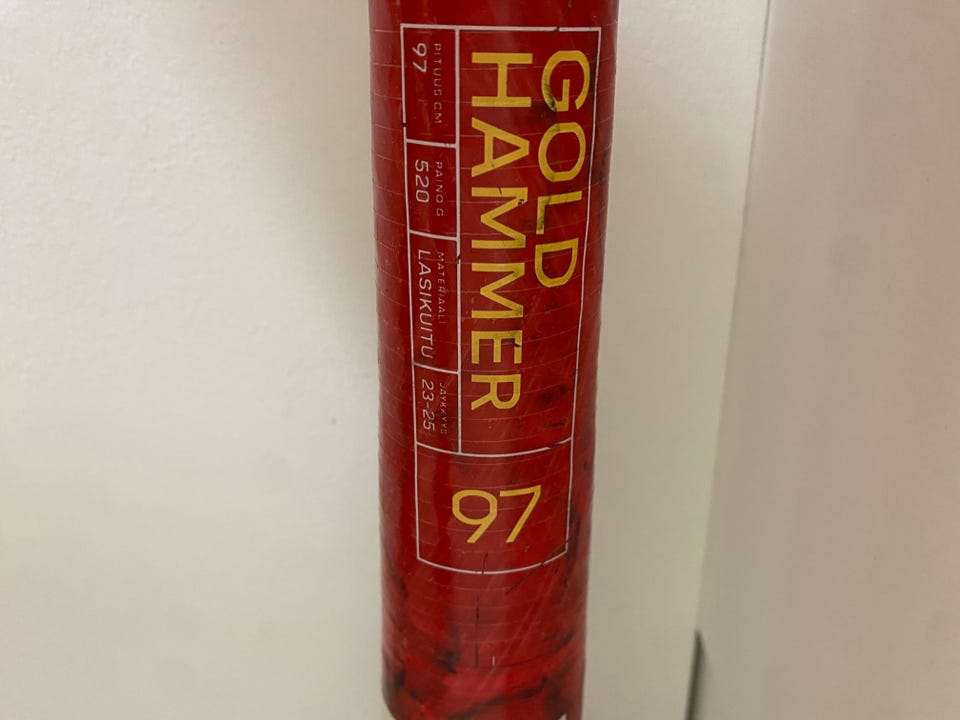 GOLD
HAMMER
PITUUS CM
97
PAINO G
520
MATERIAALI
LASIKUITU
JÄYKKYYS
23-25
97